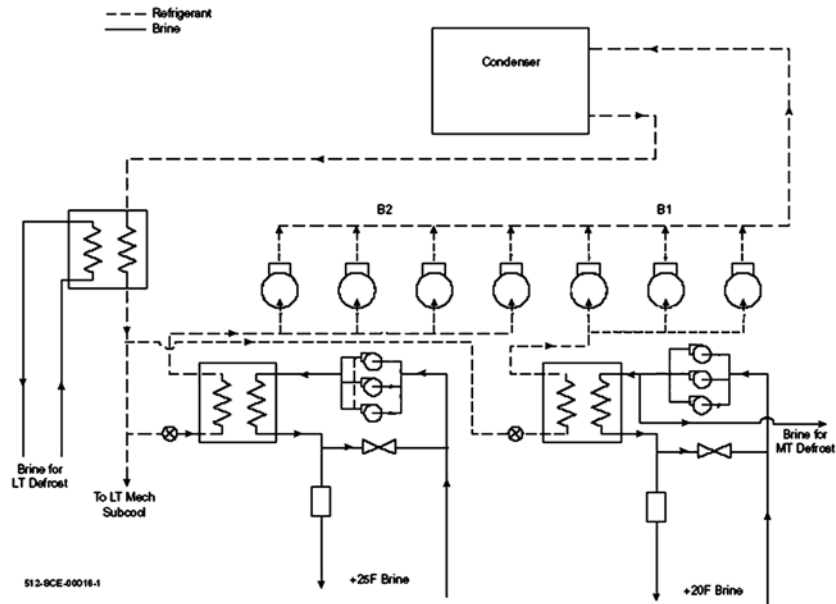 Refrigerant
Brine
Condenser
B2
B1
Brine for
LT Defrost
To LT Mech
Subcool
Brine for
MT Defrost
+25F Brine
+20F Brine
512-SCE-00016-1